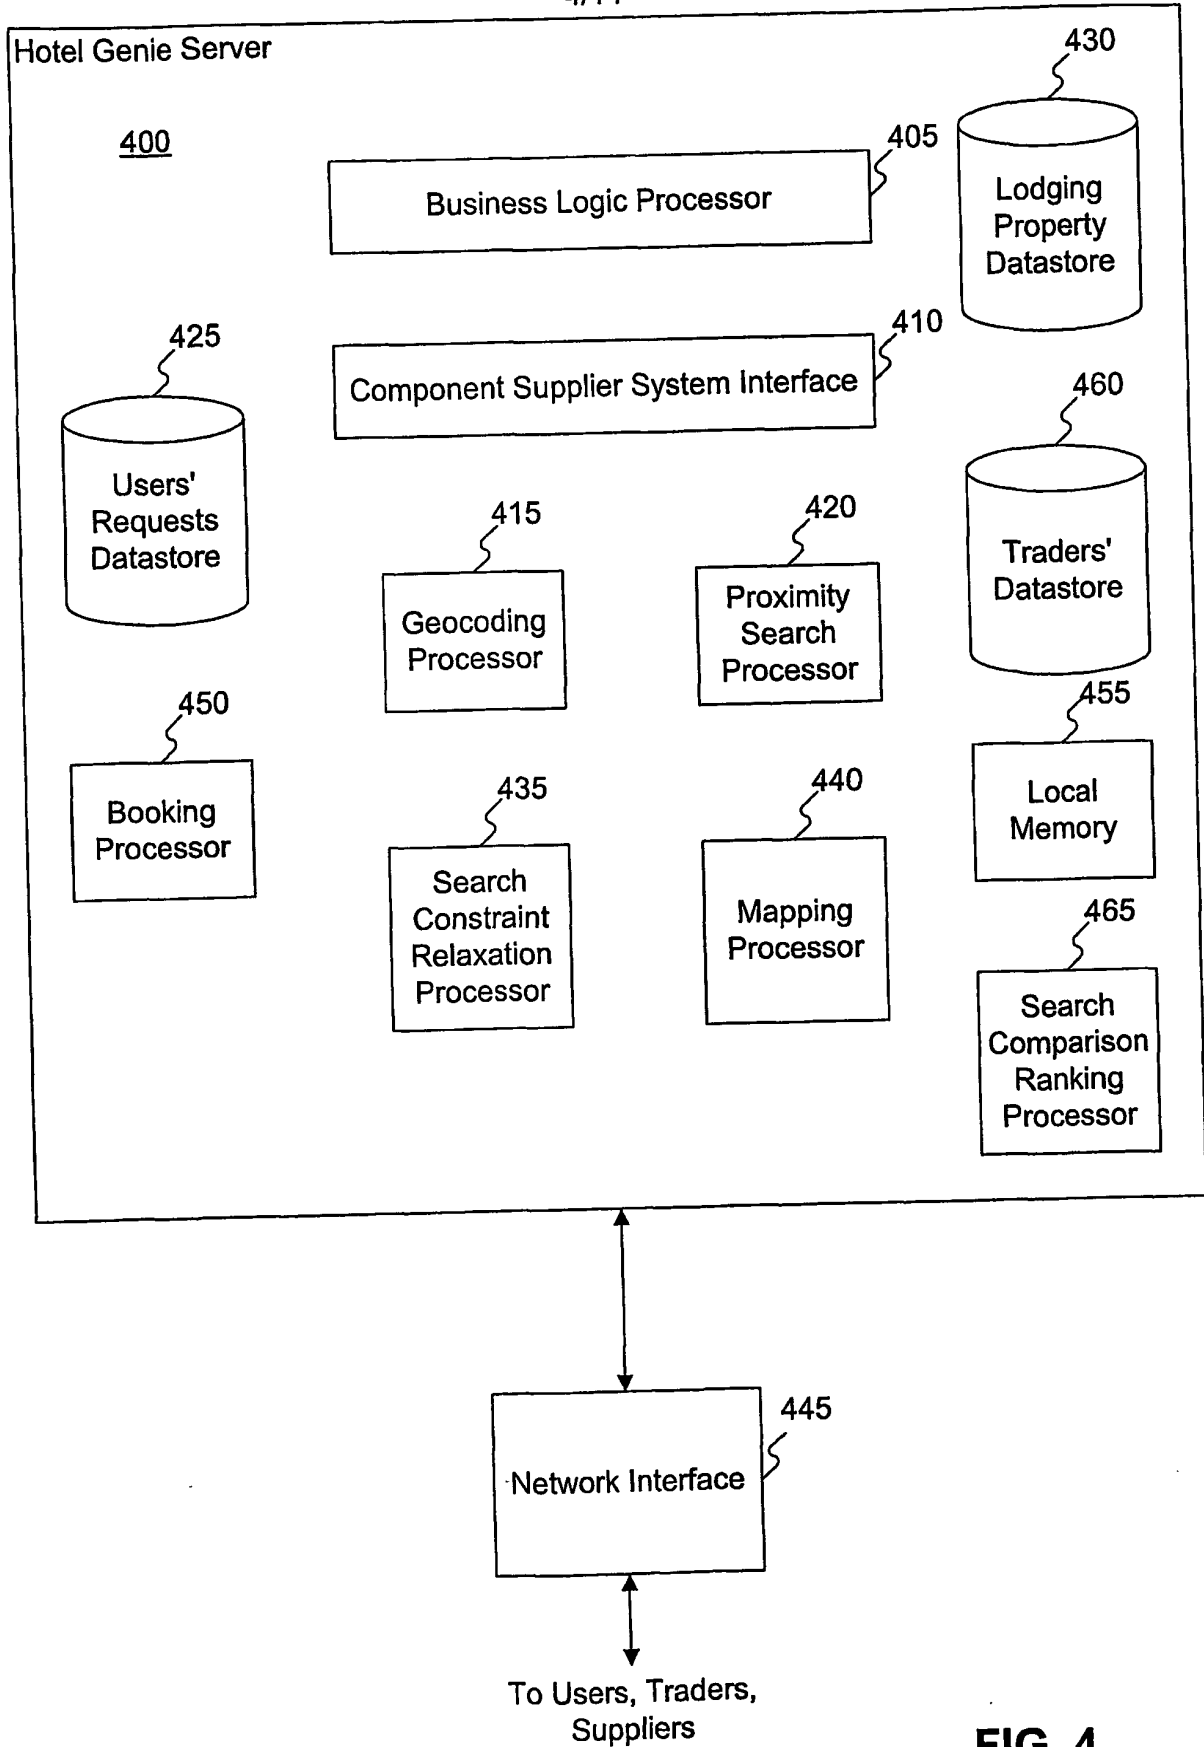 Hotel Genie Server
400
430
405
Business Logic Processor
Lodging
Property
Datastore
425
410
Component Supplier System Interface
460
Users'
Requests
Datastore
415
420
Traders'
Datastore
Geocoding
Processor
Proximity
Search
Processor
450
455
Booking
Processor
435
440
Local
Memory
Search
Constraint
Relaxation
Processor
Mapping
Processor
465
Search
Comparison
Ranking
Processor
445
Network Interface
To Users, Traders,
Suppliers
FIG. 4